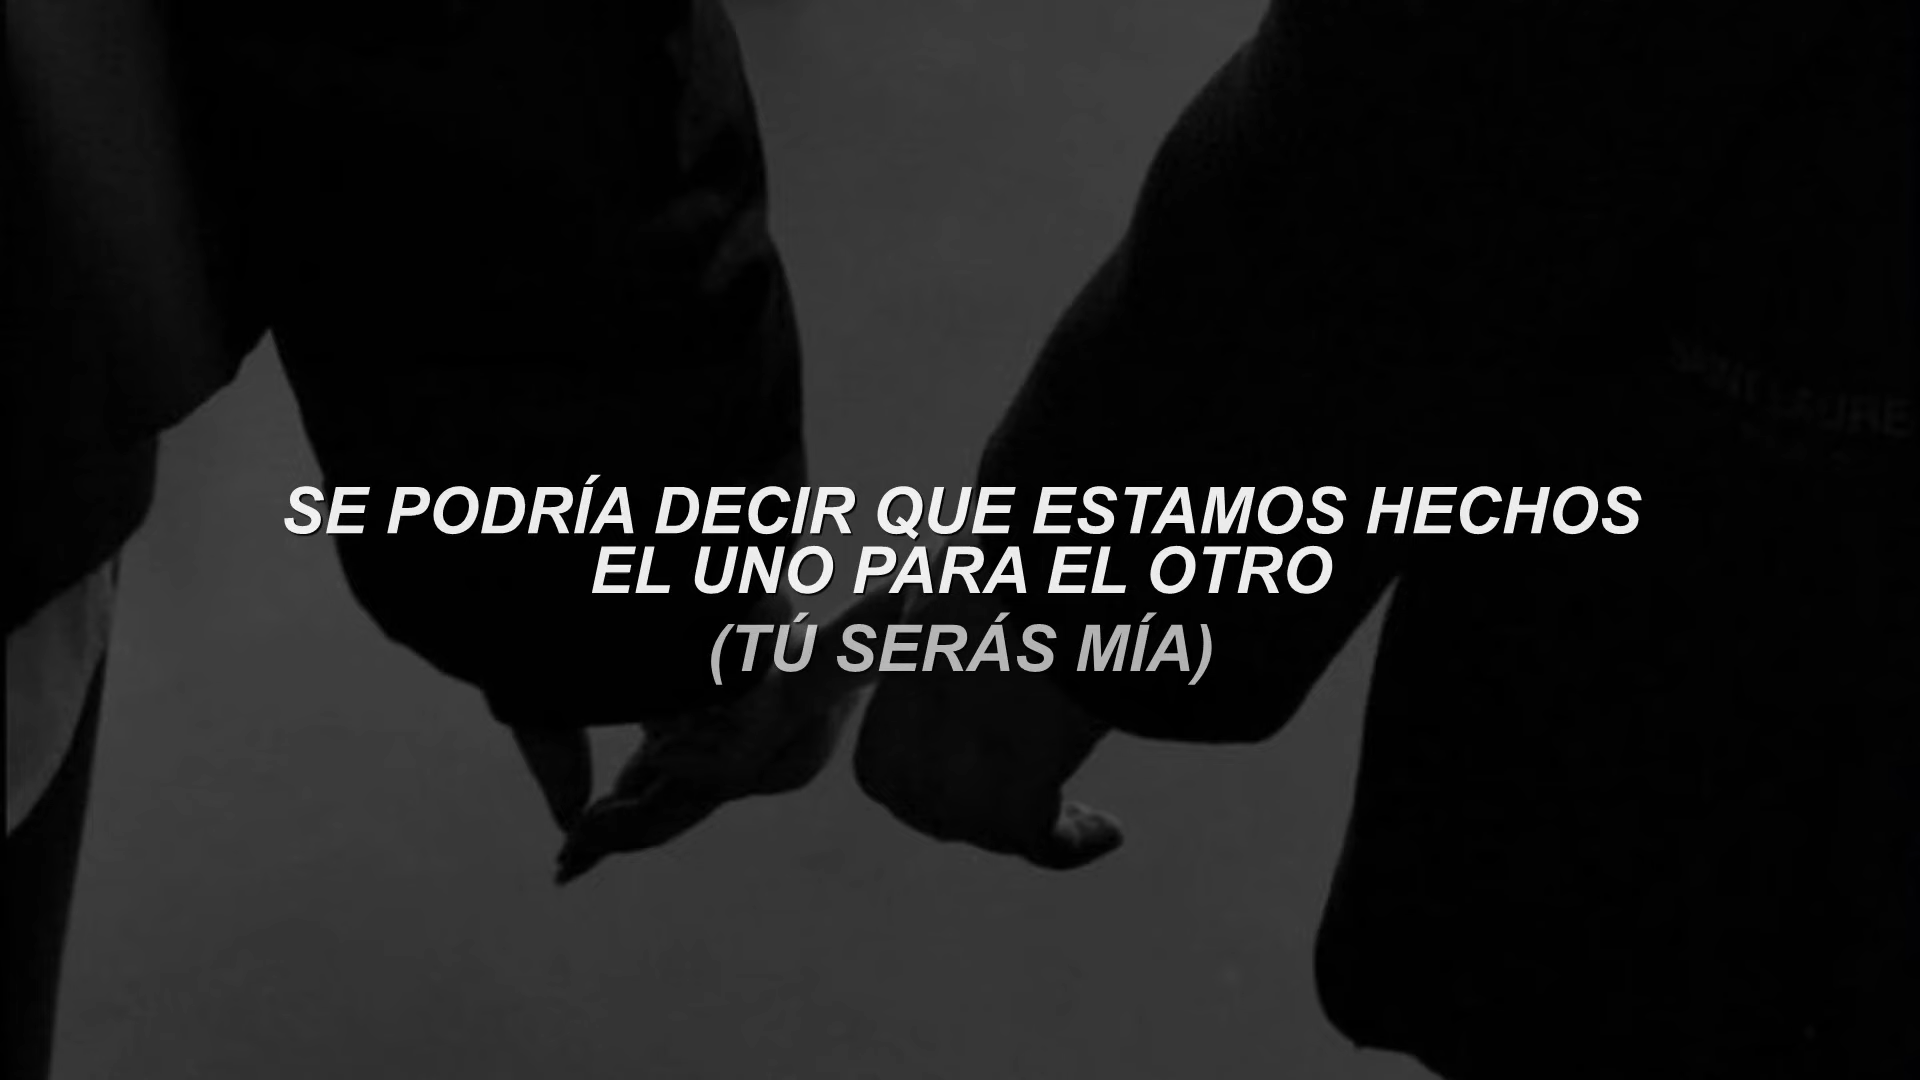 SE PODRÍA DECIR QUE ESTAMOS HECHOS
EL UNO PARA EL OTRO
(TÚ SERÁS MÍA)